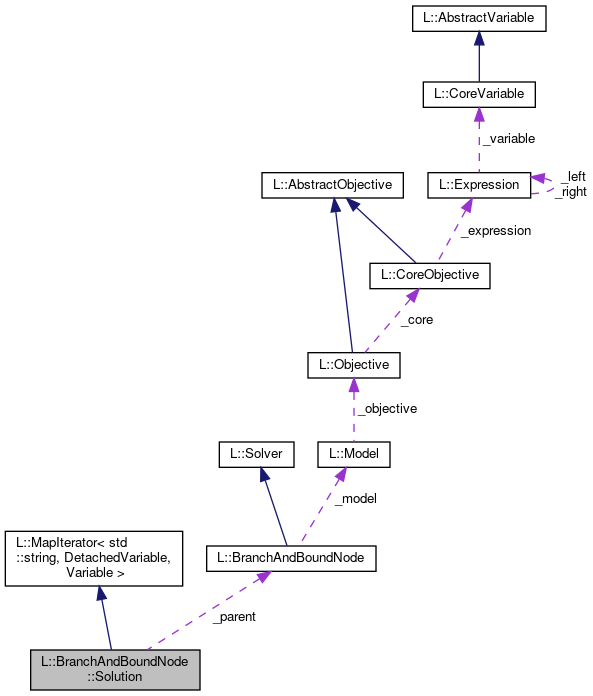 L::AbstractVariable
L::CoreVariable
_variable
L::AbstractObjective
L::Expression
_left
_right
_expression
L::CoreObjective
_core
L::Objective
_objective
L::Solver
L::Model
_model
L::MapIterator< std
::string, DetachedVariable,
Variable >
L::BranchAndBoundNode
_parent
L::BranchAndBoundNode
::Solution